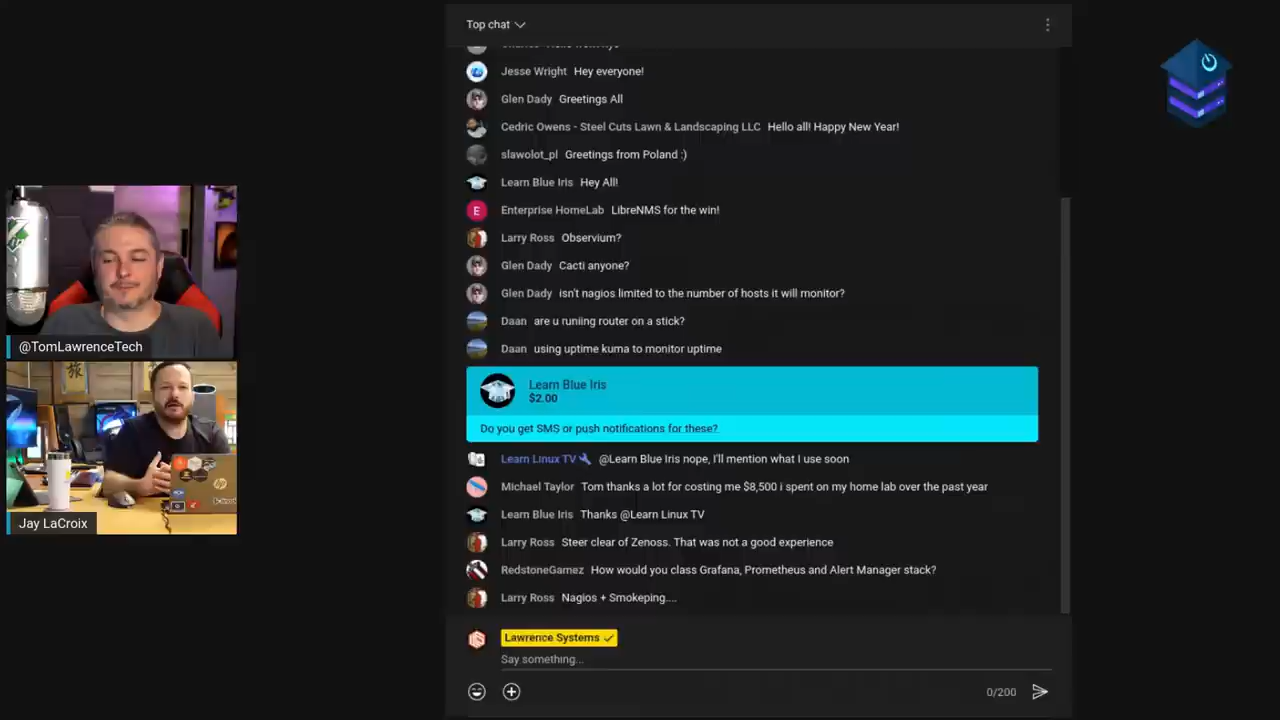 Top chat
Jesse Wright Hey everyone!
Glen Dady Greetings All
Cedric Owens - Steel Cuts Lawn & Landscaping LLC Hello all! Happy New Year!
slawolot_pl Greetings from Poland :)
Learn Blue Iris Hey All!
Enterprise HomeLab LibreNMS for the win!
E
Larry Ross Observium?
Glen Dady Cacti anyone?
Glen Dady isn't nagios limited to the number of hosts it will monitor?
Daan are u runiing router on a stick?
Daan using uptime kuma to monitor uptime
Learn Blue Iris
$2.00
Do you get SMS or push notifications for these?
Learn Linux TV @Learn Blue Iris nope, I'll mention what I use soon
Michael Taylor Tom thanks a lot for costing me $8,500 i spent on my home lab over the past year
Learn Blue Iris Thanks @Learn Linux TV
Larry Ross Steer clear of Zenoss. That was not a good experience
RedstoneGamez How would you class Grafana, Prometheus and Alert Manager stack?
Larry Ross Nagios + Smokeping....
Lawrence Systems
Say something...
0/200
@TomLawrenceTech
Jay LaCroix
hp